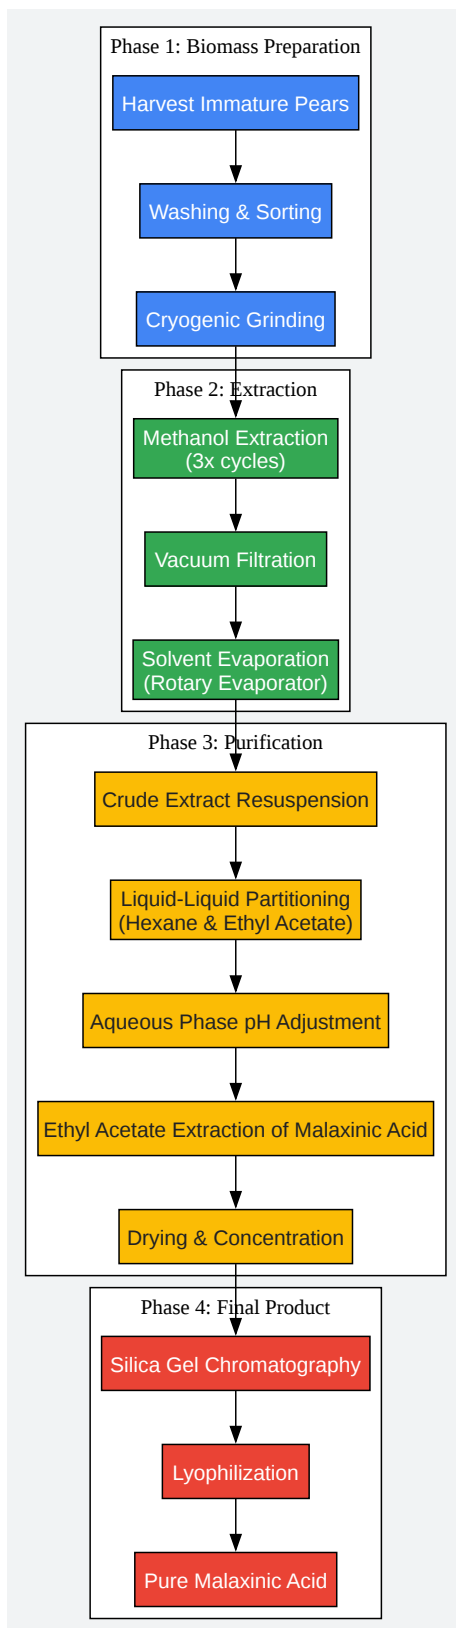 Phase 1: Biomass Preparation
Harvest Immature Pears
Washing & Sorting
Cryogenic Grinding
Phase 2: Extraction
Methanol Extraction
(3x cycles)
Vacuum Filtration
Solvent Evaporation
(Rotary Evaporator)
Phase 3: Purification
Crude Extract Resuspension
Liquid-Liquid Partitioning
(Hexane & Ethyl Acetate)
Aqueous Phase pH Adjustment
Ethyl Acetate Extraction of Malaxinic Acid
Drying & Concentration
Phase 4: Final Product
Silica Gel Chromatography
Lyophilization
Pure Malaxinic Acid